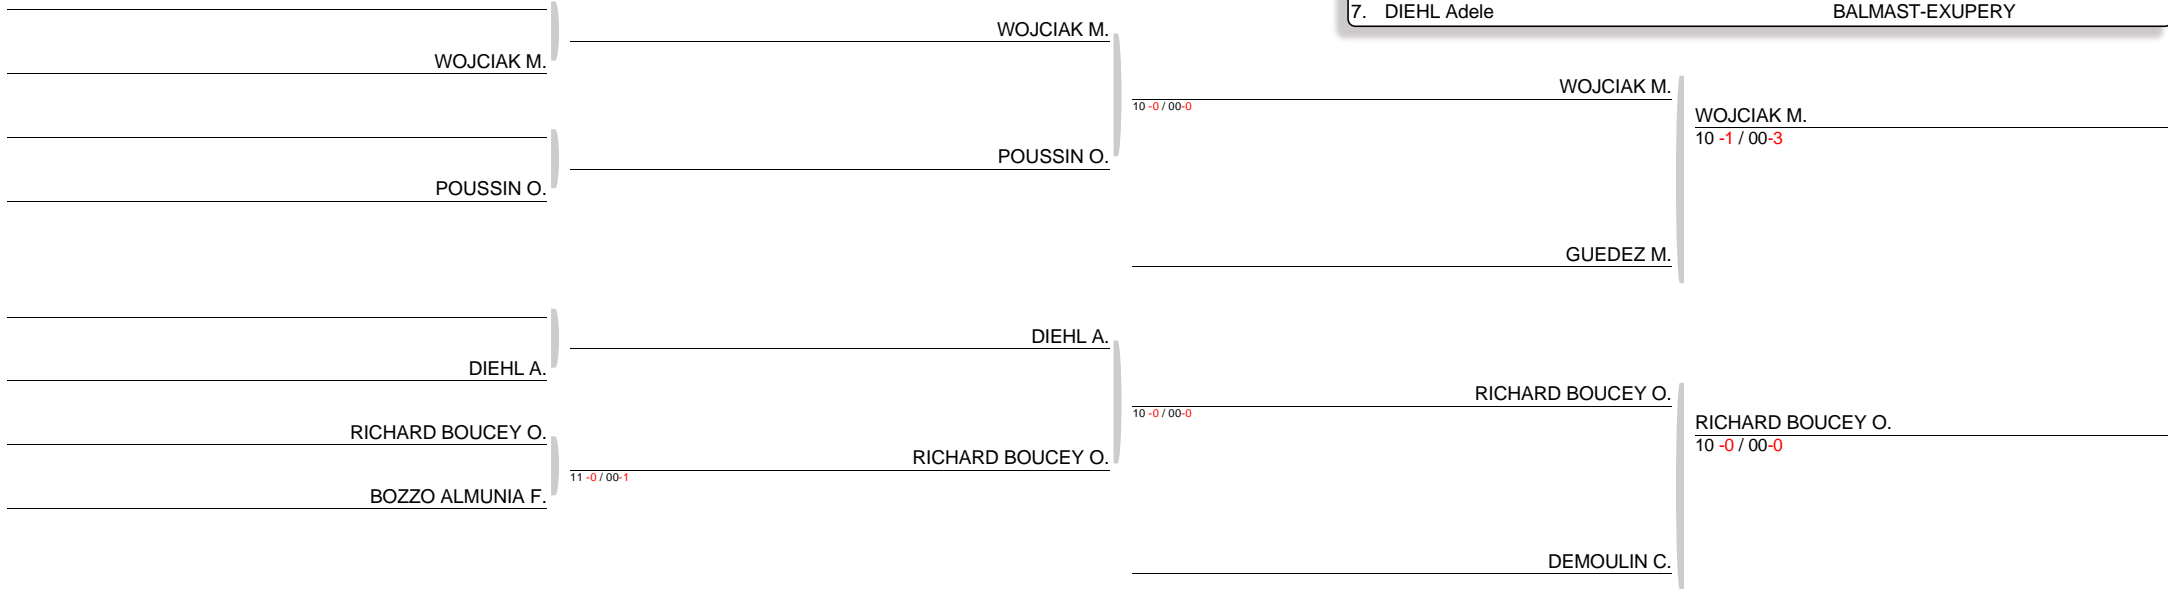 7. DIEHL Adele BALMAST-EXUPERY
WOJCIAK M.
WOJCIAK M.
WOJCIAK M.
10 -0 / 00-0
WOJCIAK M.
10 -1 / 00-3
POUSSIN O.
POUSSIN O.
GUEDEZ M.
DIEHL A.
DIEHL A.
RICHARD BOUCEY O.
10 -0 / 00-0
RICHARD BOUCEY O.
10 -0 / 00-0
RICHARD BOUCEY O.
RICHARD BOUCEY O.
11 -0 / 00-1
BOZZO ALMUNIA F.
DEMOULIN C.